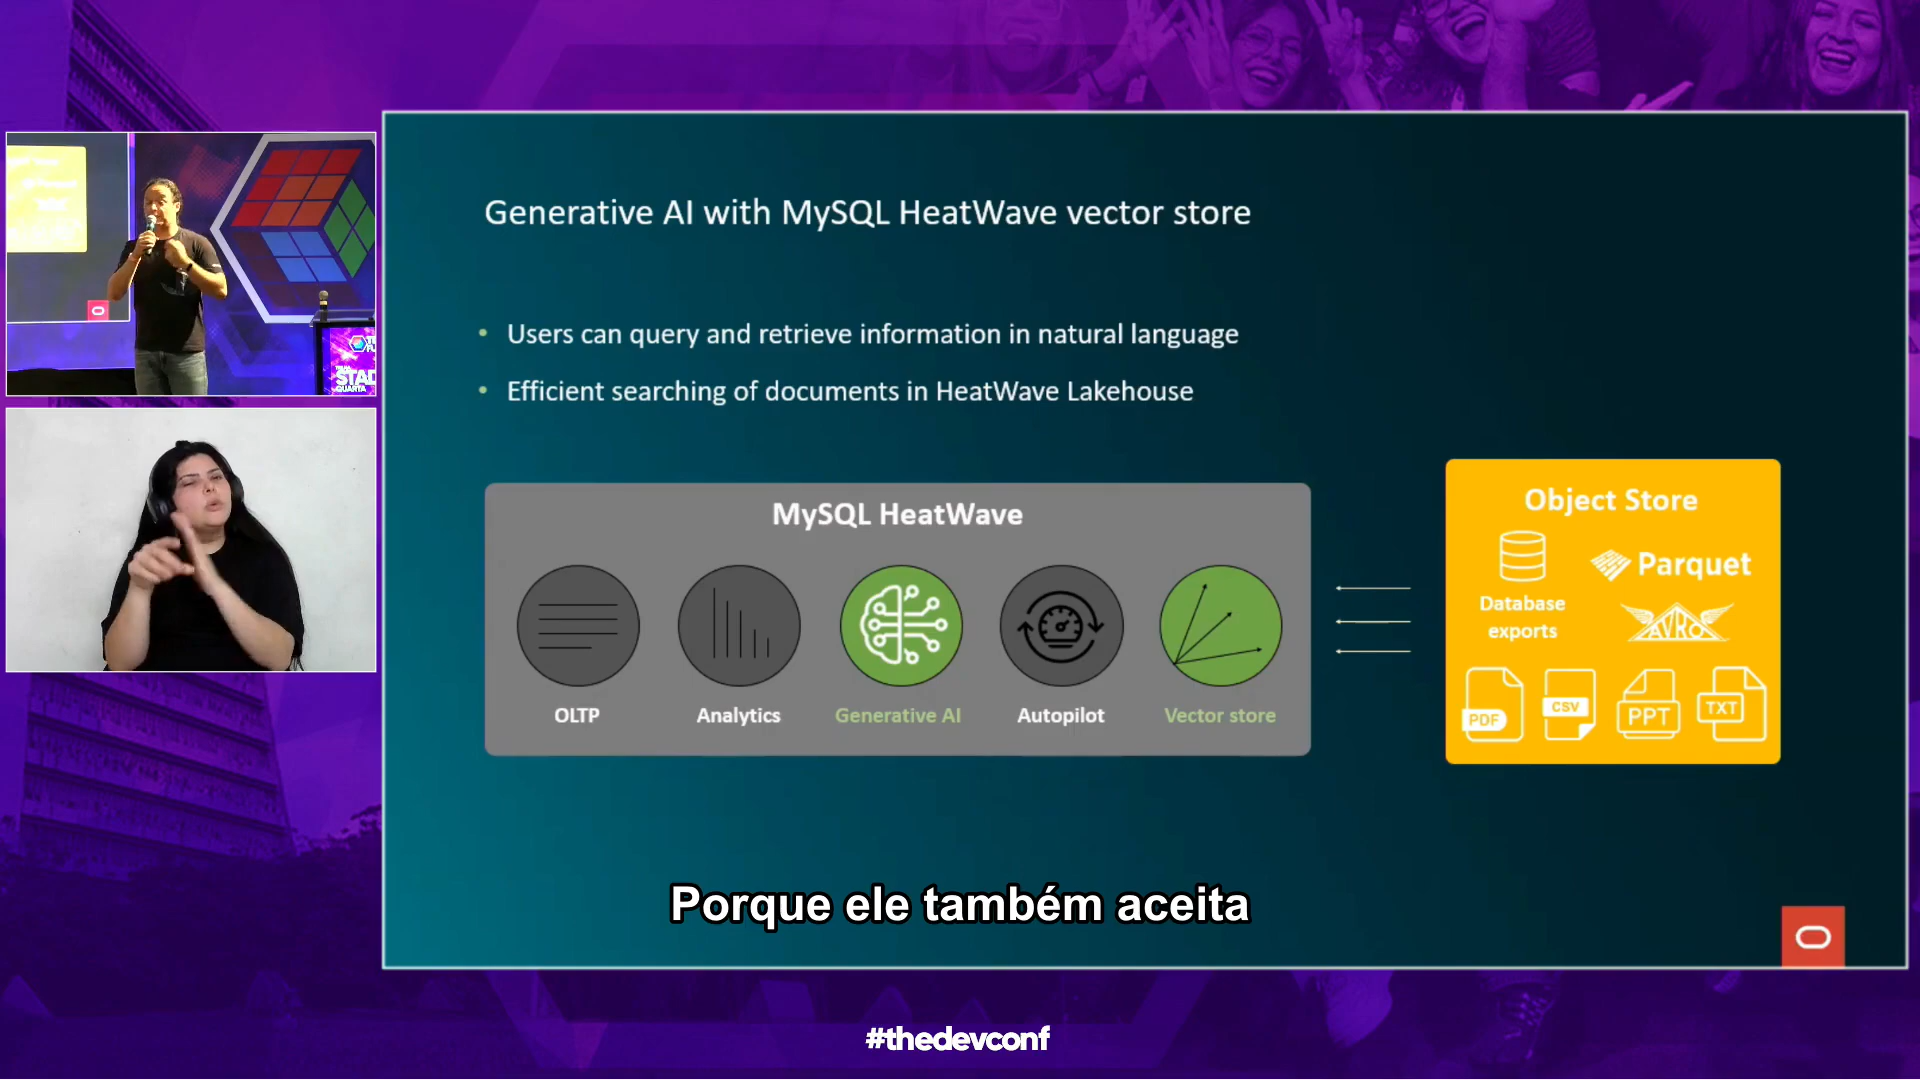 Generative AI with MySQL HeatWave vector store
• Users can query and retrieve information in natural language
• Efficient searching of documents in HeatWave Lakehouse
MySQL HeatWave
OLTP
Analytics
Generative AI
Autopilot
Vector store
Object Store
Database
exports
Parquet
AVRO
PDF
CSV
PPT
TXT
Porque ele também aceita
#thedevconf